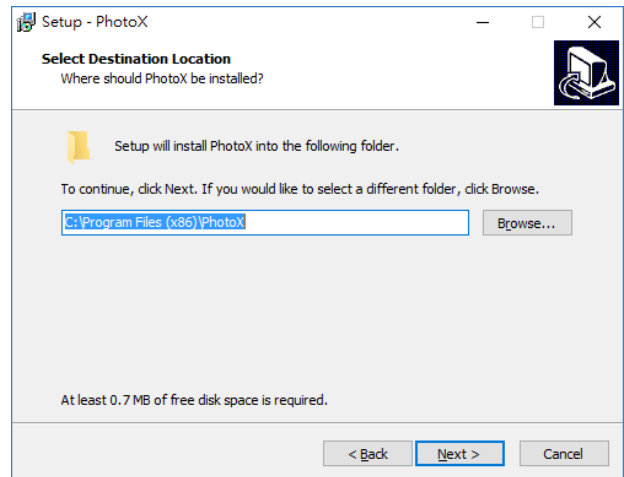 Setup - PhotoX
Select Destination Location
Where should PhotoX be installed?
Setup will install PhotoX into the following folder.
To continue, click Next. If you would like to select a different folder, click Browse.
C:\Program Files (x86)\PhotoX
Browse...
At least 0.7 MB of free disk space is required.
< Back
Next >
Cancel